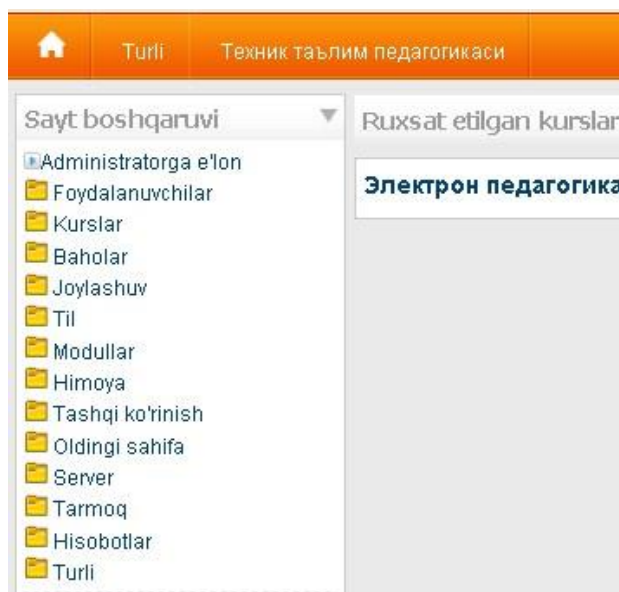 Turli Техник таълим педагогикаси
Sayt boshqaruvi
Administratorga e'lon
Foydalanuvchilar
Kurslar
Baholar
Joylashuv
Til
Modullar
Himoya
Tashqi ko'rinish
Oldingi sahifa
Server
Tarmoq
Hisobotlar
Turli
Ruxsat etilgan kurslar
Электрон педагогика